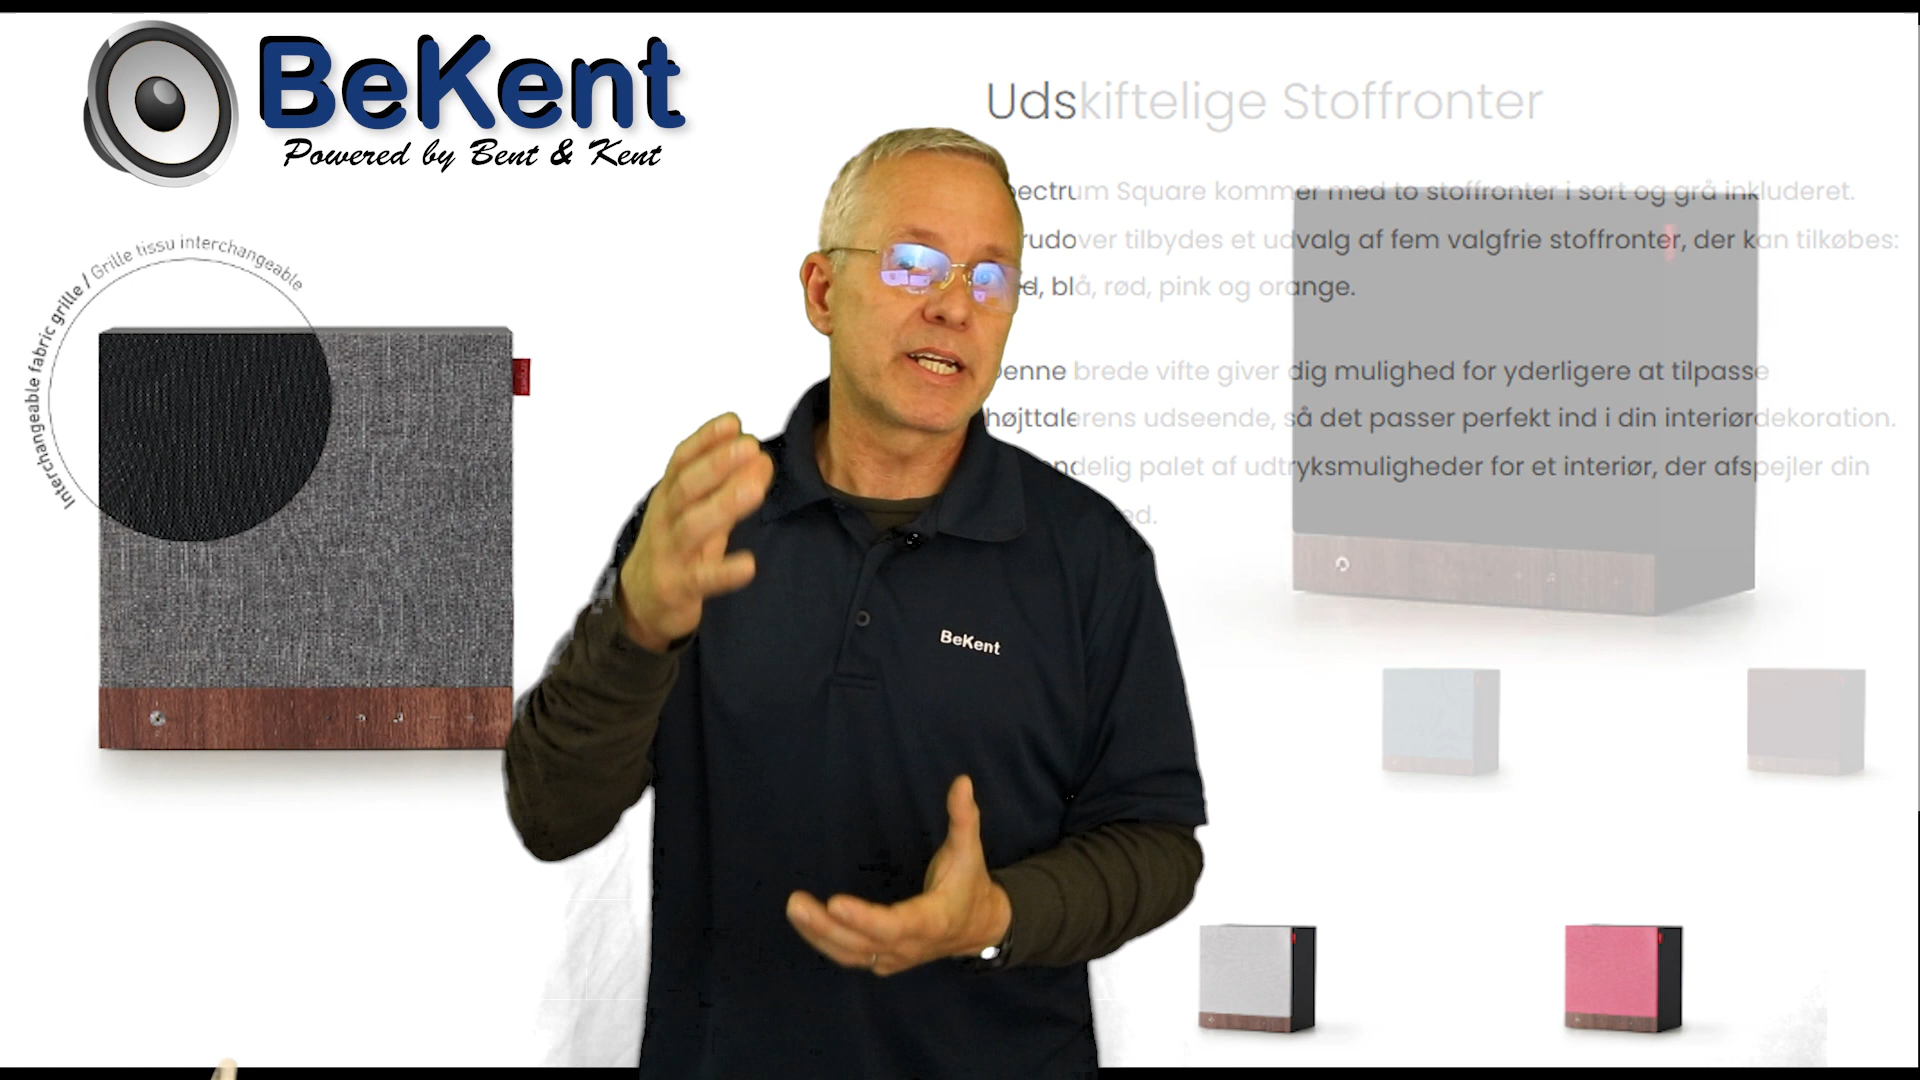 BeKent
Powered by Bent & Kent
Udskiftelige Stoffronter
Interchangeable fabric grille / Grille tissu interchangeable
pectrum Square kommer med to stoffronter i sort og grå inkluderet.
rudover tilbydes et udvalg af fem valgfrie stoffronter, der kan tilkøbes:
d, blå, rød, pink og orange.
Denne brede vifte giver dig mulighed for yderligere at tilpasse
højttalerens udseende, så det passer perfekt ind i din interiørdekoration.
ndelig palet af udtryksmuligheder for et interiør, der afspejler din
ed.
BeKent